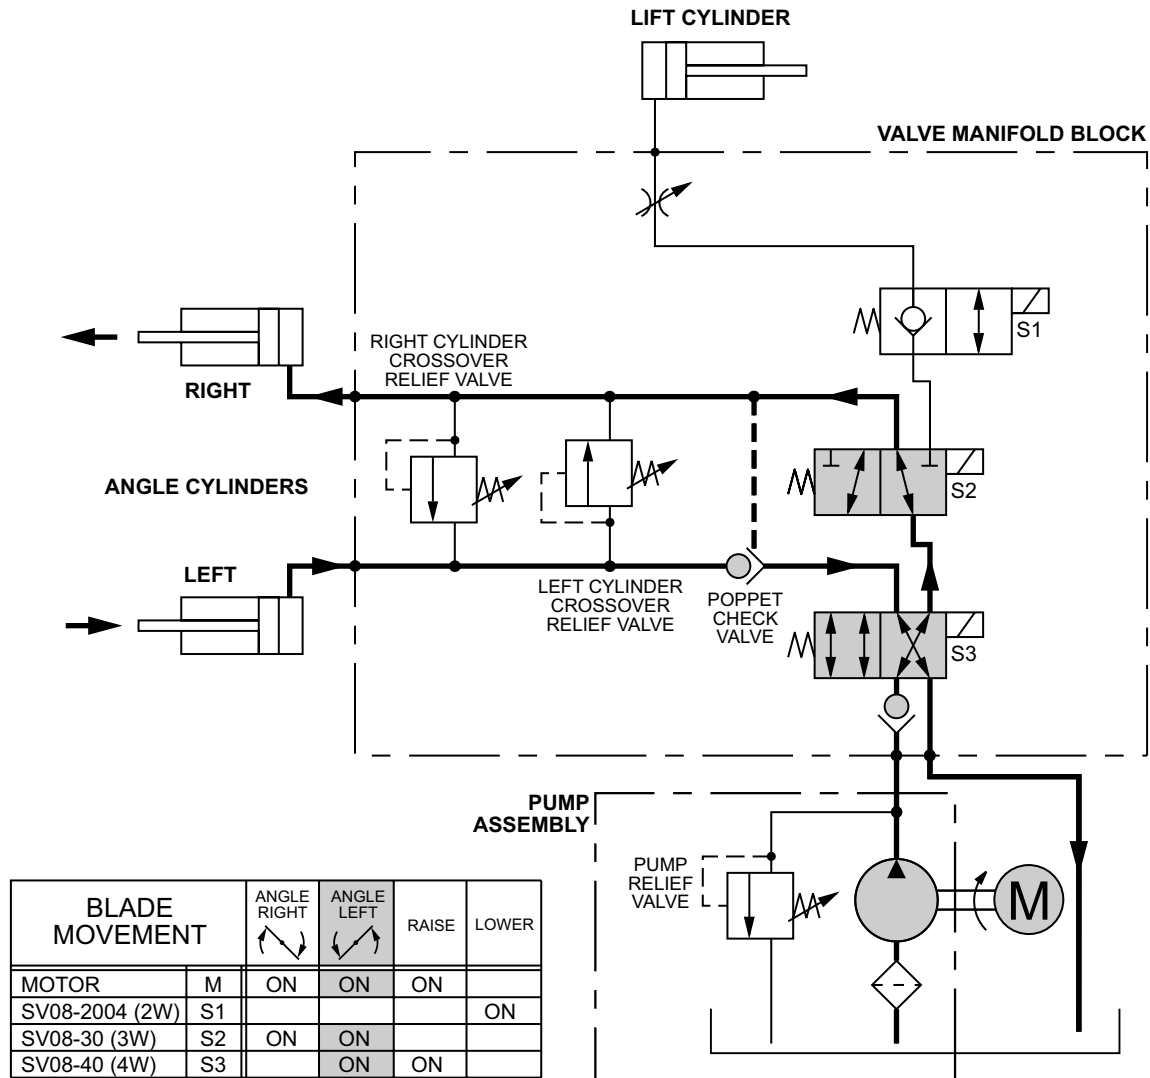 LIFT CYLINDER
VALVE MANIFOLD BLOCK
S1
RIGHT CYLINDER
CROSSOVER
RELIEF VALVE
RIGHT
S2
ANGLE CYLINDERS
LEFT
LEFT CYLINDER
CROSSOVER
RELIEF VALVE
POPPET
CHECK
VALVE
S3
PUMP
ASSEMBLY
PUMP
RELIEF
VALVE
M
BLADE
MOVEMENT
ANGLE
RIGHT
ANGLE
LEFT
RAISE
LOWER
MOTOR M ON ON ON
SV08-2004 (2W) S1 ON
SV08-30 (3W) S2 ON ON
SV08-40 (4W) S3 ON ON